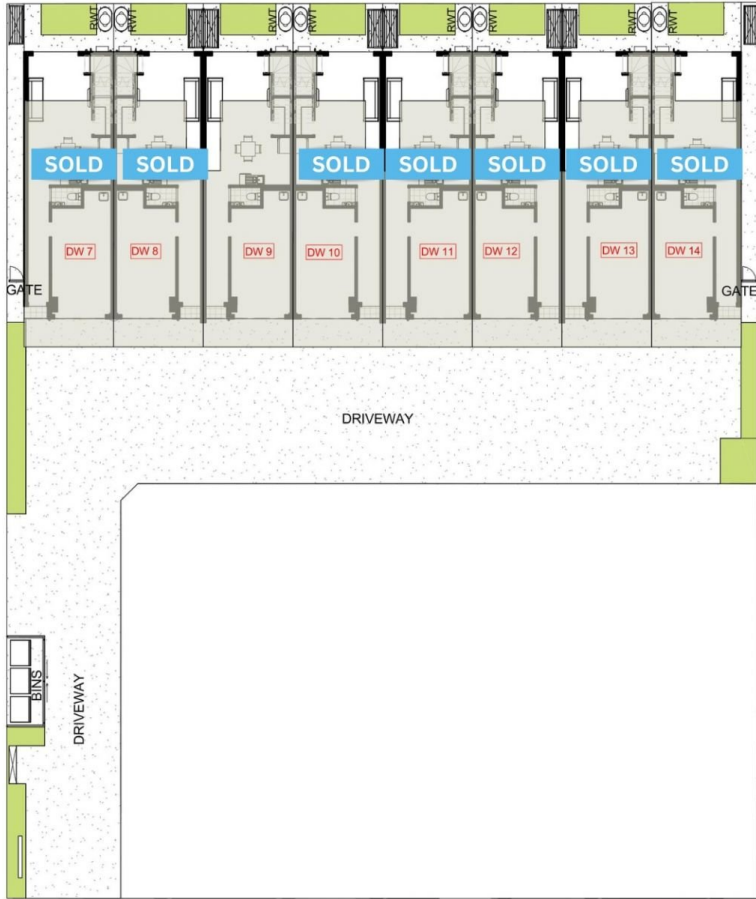 RWT RWT RWT RWT RWT RWT RWT RWT
SOLD SOLD SOLD SOLD SOLD SOLD SOLD
DW 7 DW 8 DW 9 DW 10 DW 11 DW 12 DW 13 DW 14
GATE GATE
DRIVEWAY
BINS
DRIVEWAY